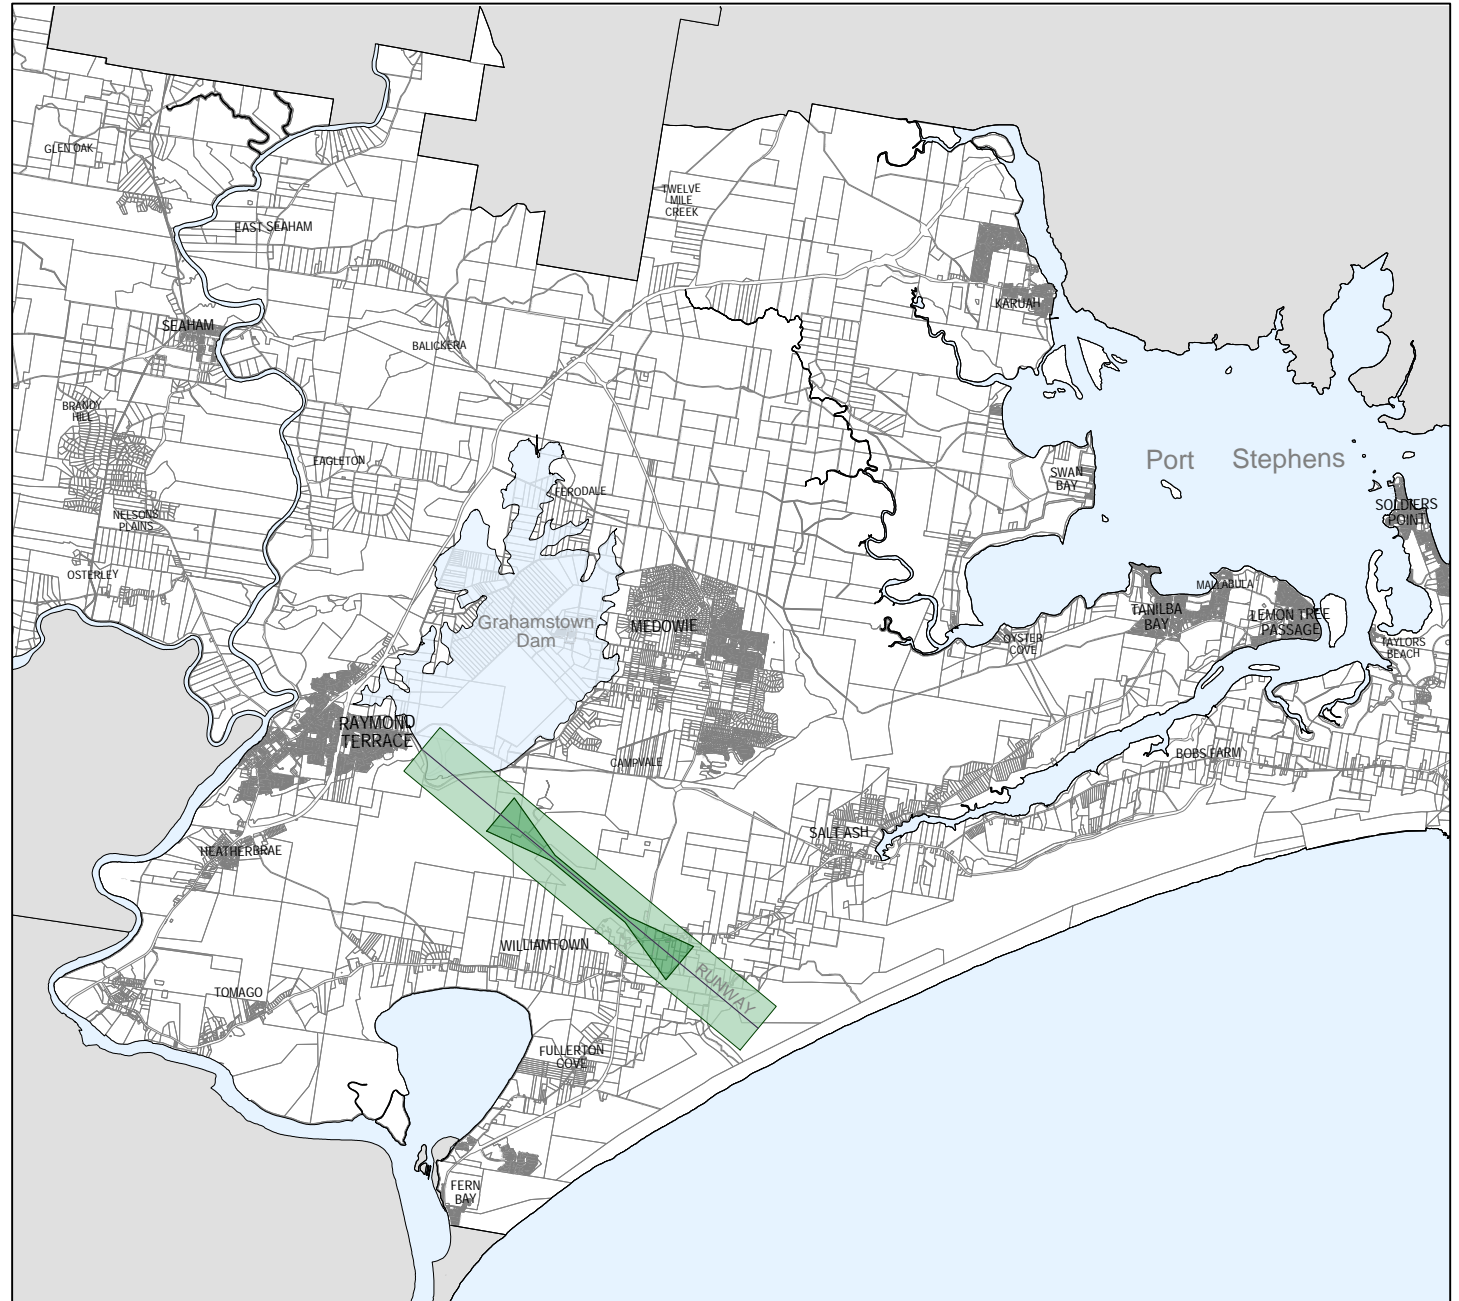 GLEN OAK
TWELVE
MILE
CREEK
EAST SEAHAM
KARUAH
SEAHAM
BALICKERA
BRANDY
HILL
EAGLETON
Port Stephens
SWAN
BAY
FERODALE
SOLDIERS
POINT
NELSONS
PLAINS
OSTERLEY
MALLABULA
TANILBA
BAY
LEMON TREE
PASSAGE
Grahamstown
Dam
MEDOWIE
OYSTER
COVE
TAYLORS
BEACH
RAYMOND
TERRACE
BOBS FARM
CAMPVALE
SALT ASH
HEATHERBRAE
WILLIAMTOWN
RUNWAY
TOMAGO
FULLERTON
COVE
FERN
BAY